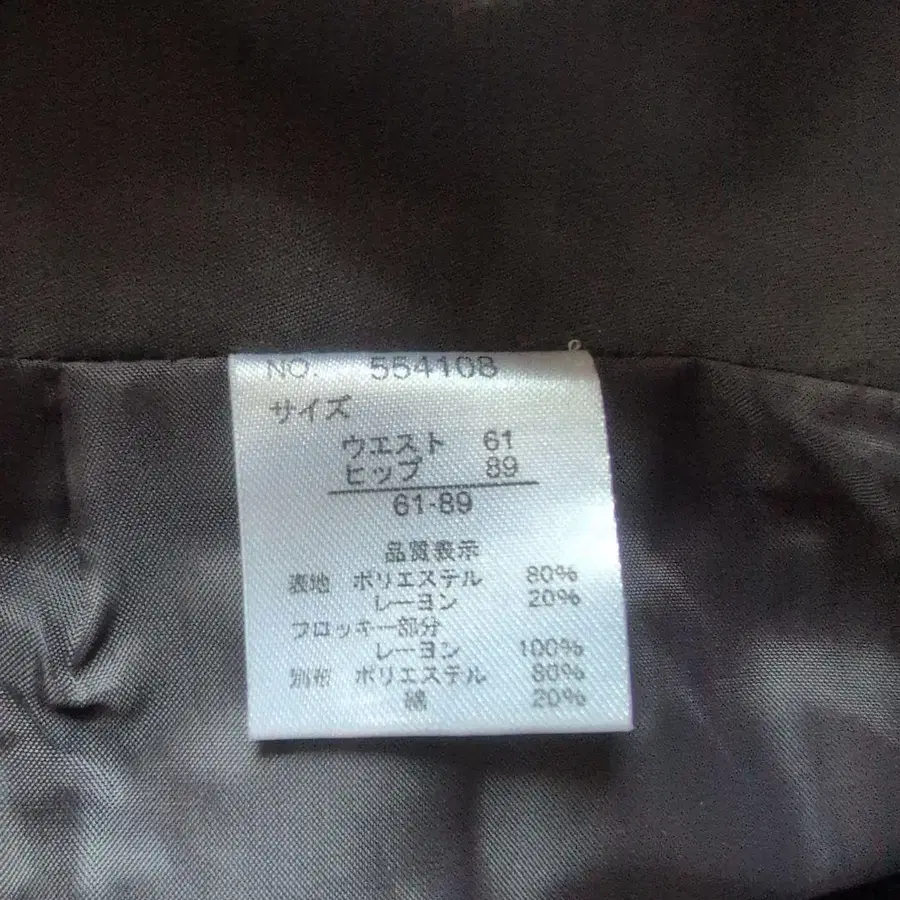 NO. 554108
サイズ
ウエスト 61
ヒップ 89
61-89
品質表示
表地 ポリエステル 80%
レーヨン 20%
フロッキー部分
レーヨン 100%
別布 ポリエステル 80%
綿 20%